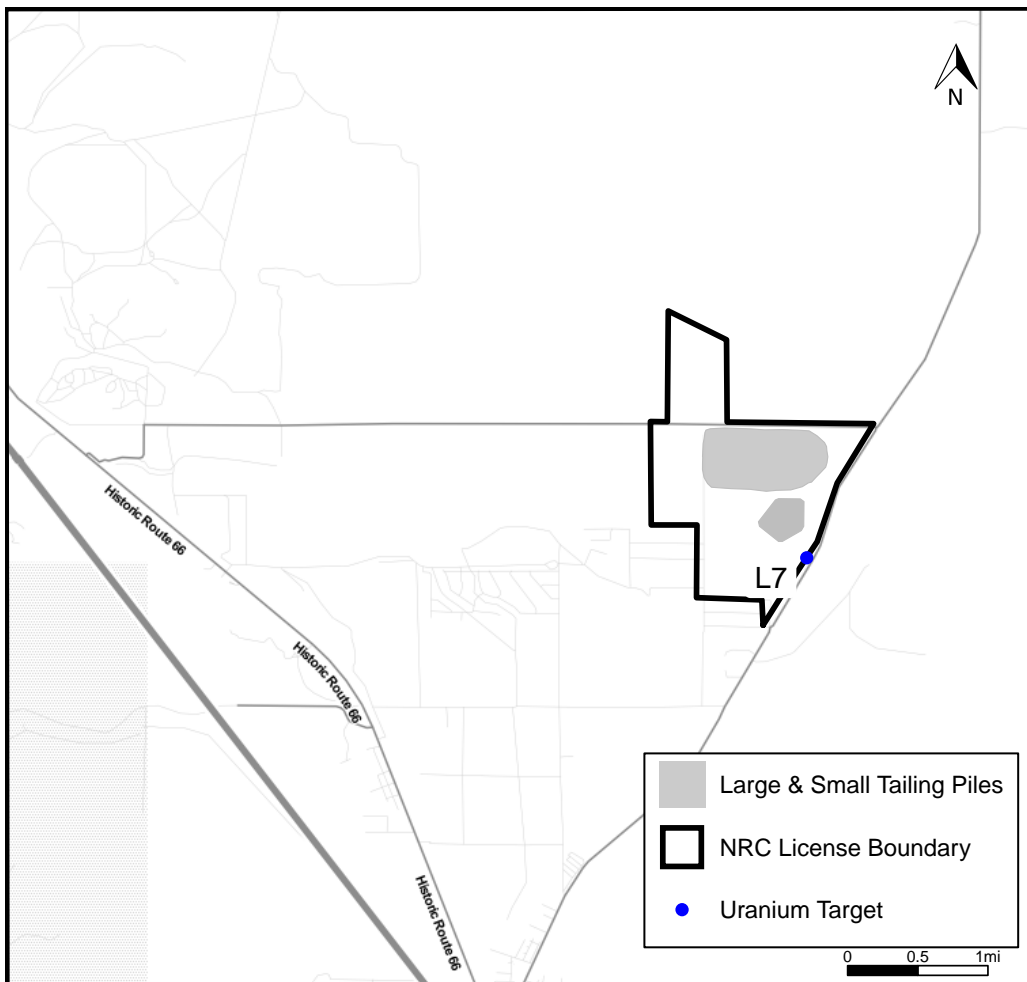 N
Historic Route 66
L7
Historic Route 66
Historic Route 66
Large & Small Tailing Piles
NRC License Boundary
Uranium Target
0 0.5 1mi